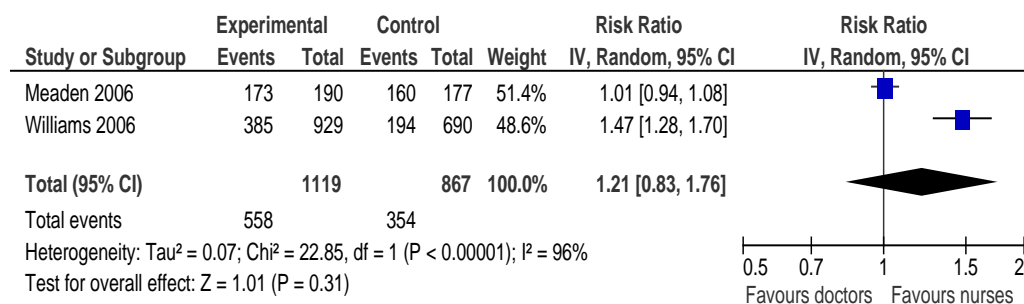 Experimental Control Risk Ratio Risk Ratio
Study or Subgroup Events Total Events Total Weight IV, Random, 95% CI IV, Random, 95% CI
Meaden 2006 173 190 160 177 51.4% 1.01 [0.94, 1.08]
Williams 2006 385 929 194 690 48.6% 1.47 [1.28, 1.70]
Total (95% CI) 1119 867 100.0% 1.21 [0.83, 1.76]
Total events 558 354
Heterogeneity: Tau² = 0.07; Chi² = 22.85, df = 1 (P < 0.00001); I² = 96%
Test for overall effect: Z = 1.01 (P = 0.31)
0.5 0.7 1 1.5 2
Favours doctors Favours nurses